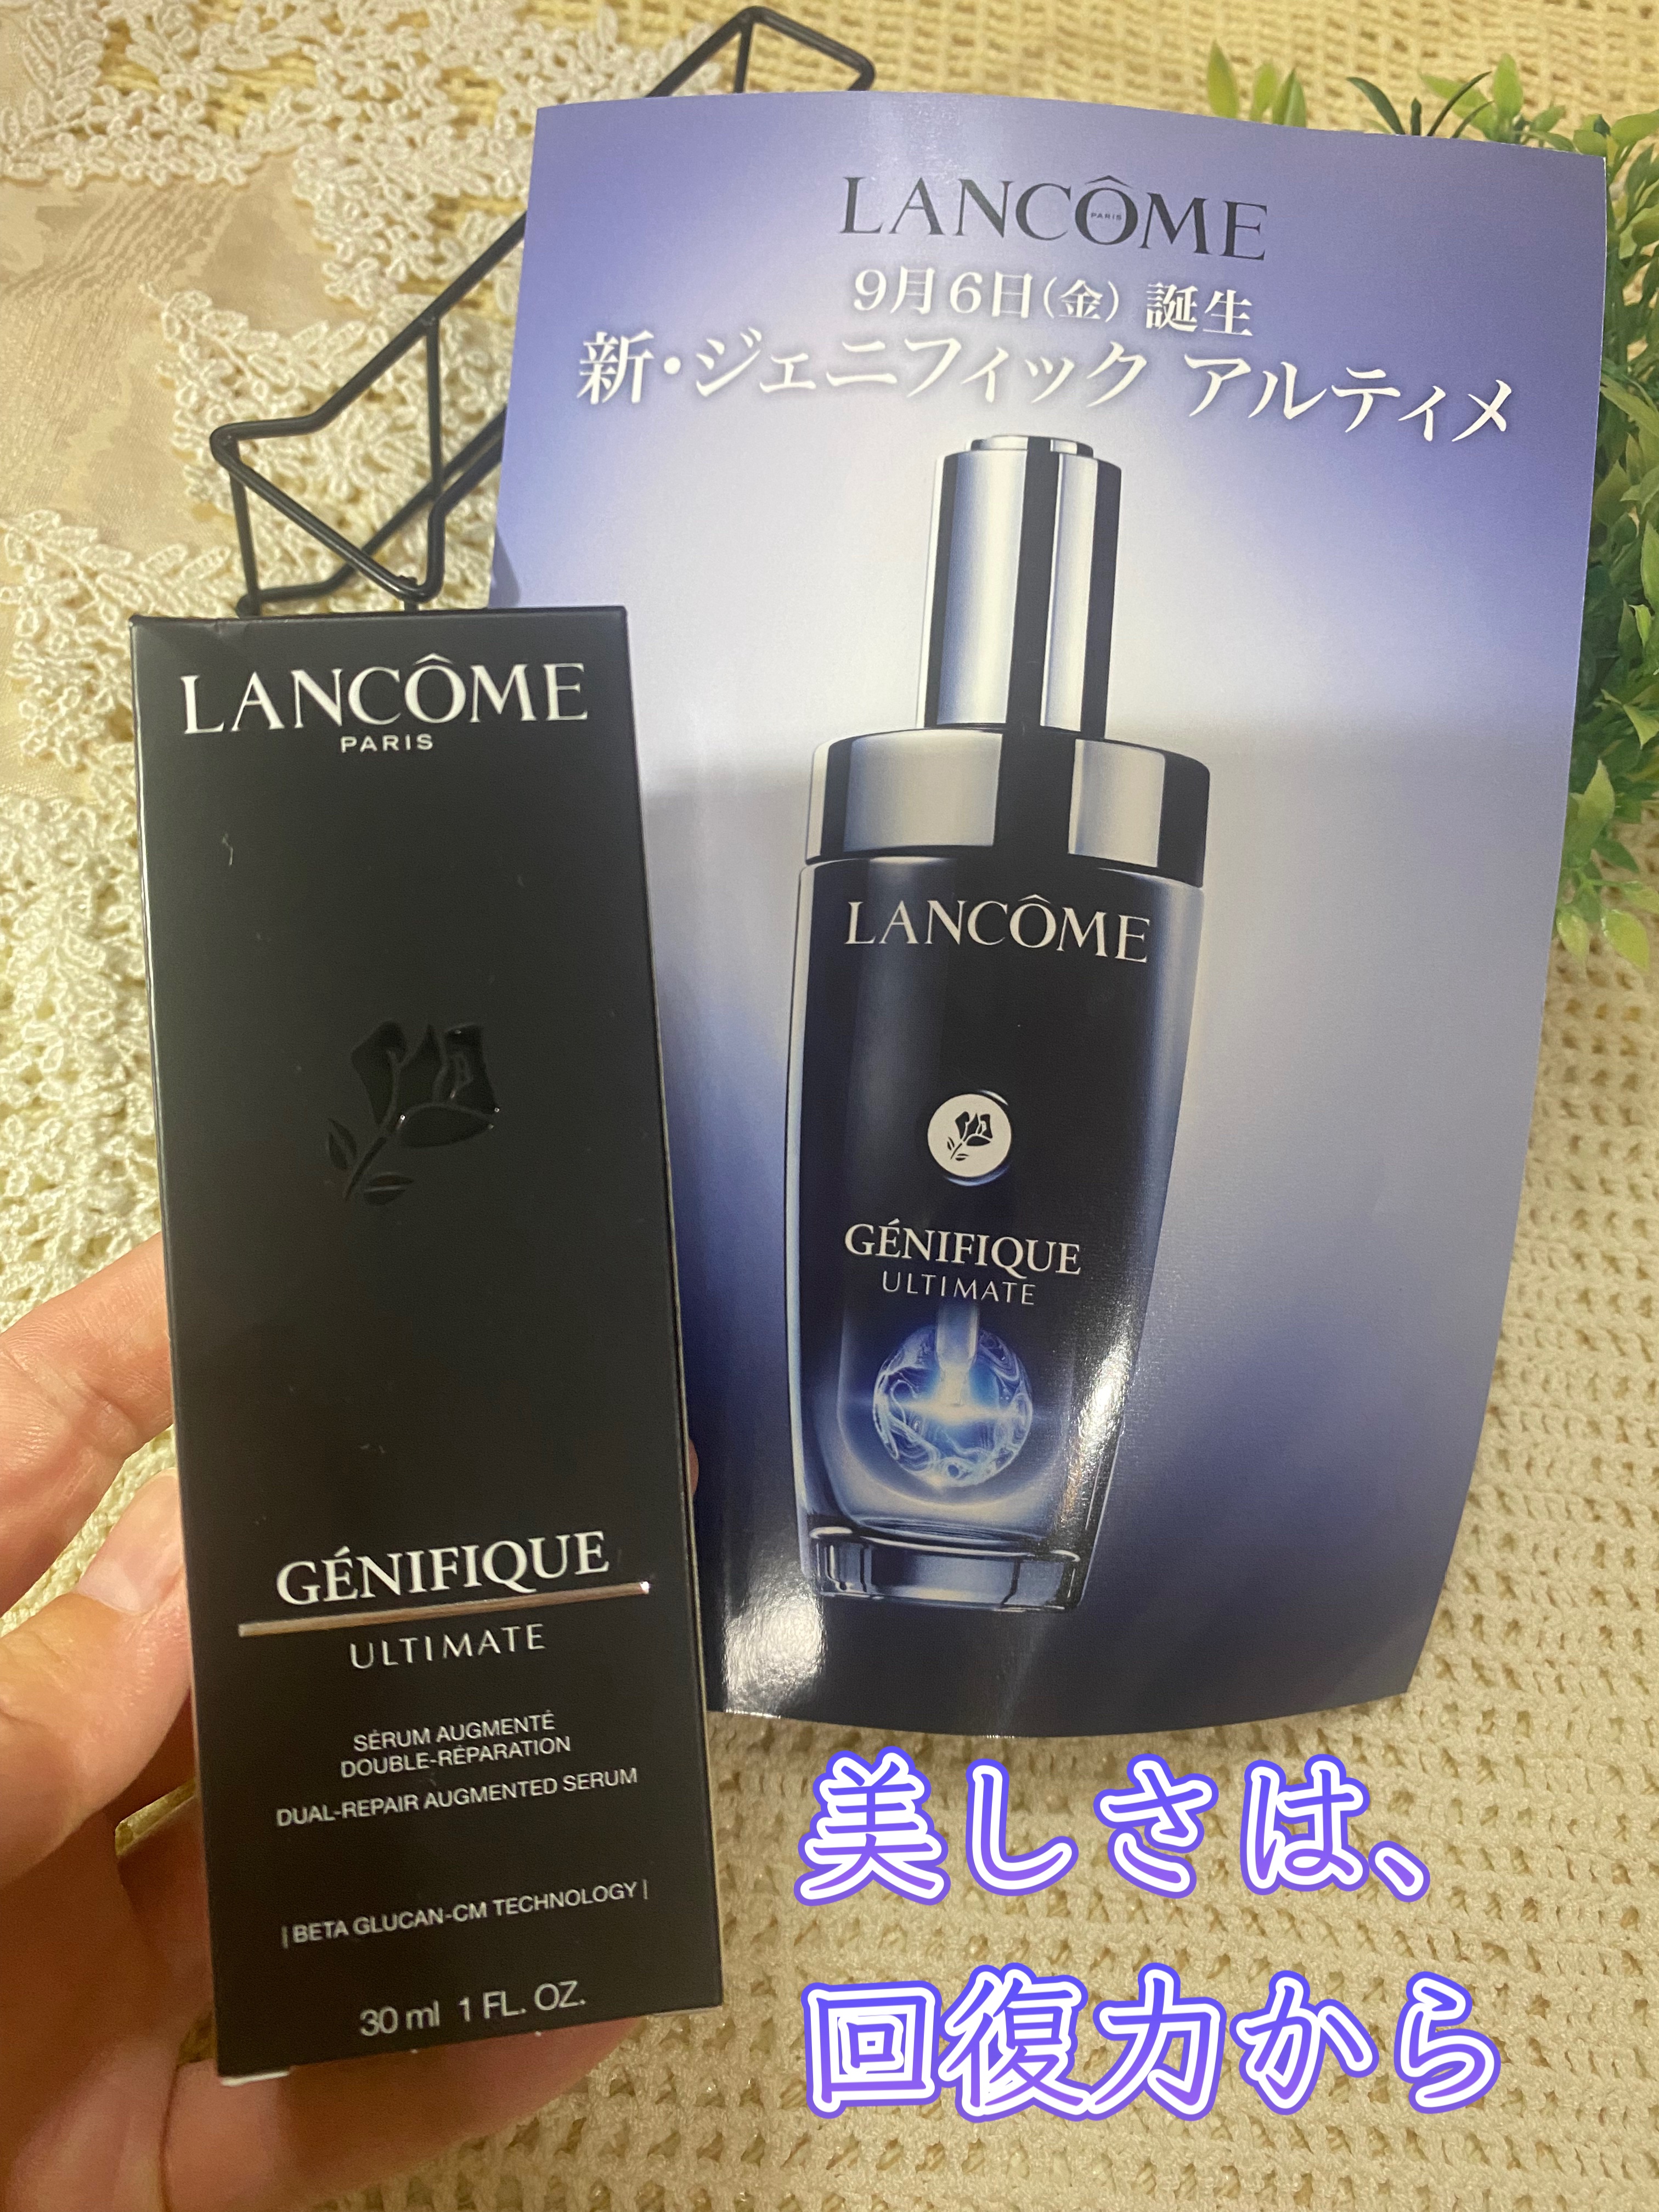 LANCÔME
PARIS
9月6日(金) 誕生
新・ジェニフィック アルティメ
LANCÔME
GÉNIFIQUE
ULTIMATE
LANCÔME
PARIS
GÉNIFIQUE
ULTIMATE
SÉRUM AUGMENTÉ
DOUBLE-RÉPARATION
DUAL-REPAIR AUGMENTED SERUM
| BETA GLUCAN-CM TECHNOLOGY |
30 ml 1 FL. OZ.
美しさは、
回復力から